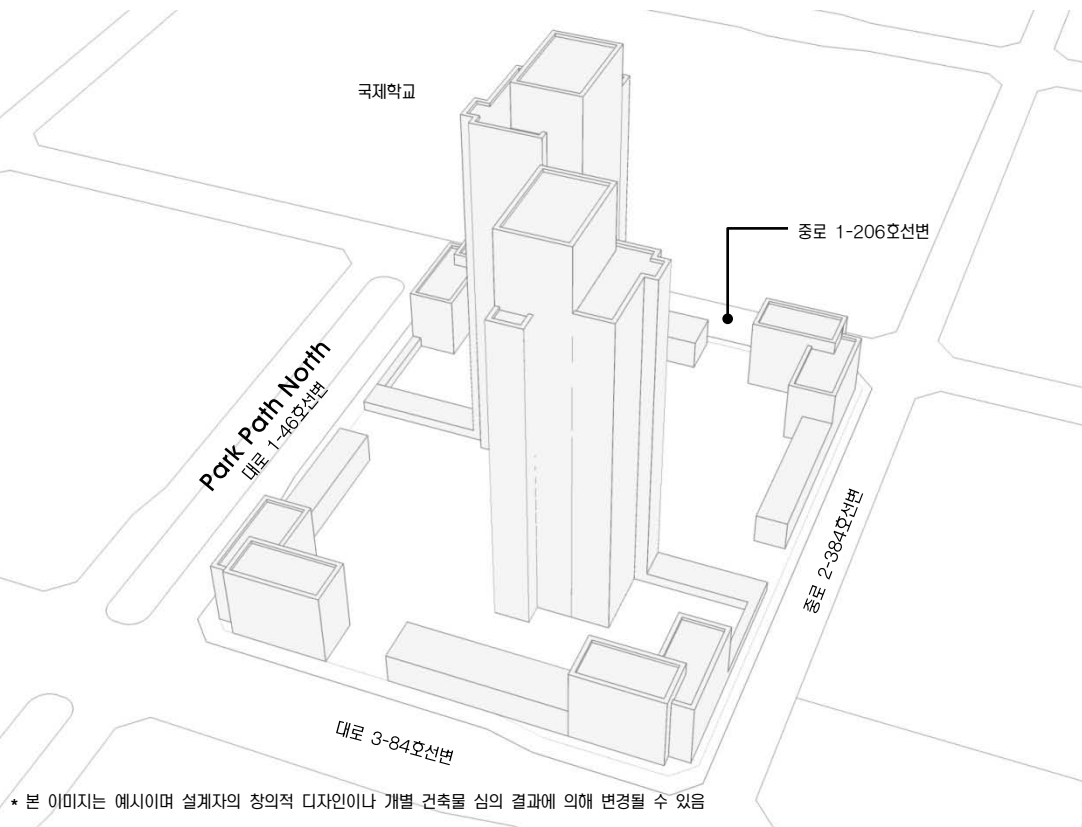 국제학교
중로 1-206호선변
Park Path North
대로 1-46호선변
중로 2-384호선변
대로 3-84호선변
* 본 이미지는 예시이며 설계자의 창의적 디자인이나 개별 건축물 심의 결과에 의해 변경될 수 있음